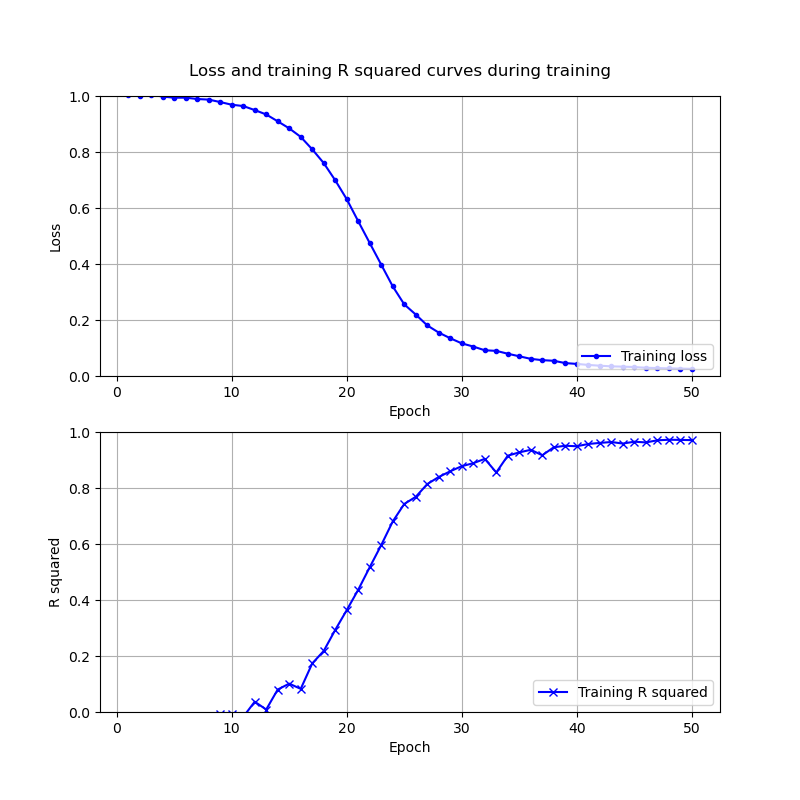 Loss and training R squared curves during training
1.0
0.8
0.6
0.4
0.2
0.0
Loss
0 10 20 30 40 50
Epoch
Training loss
1.0
0.8
0.6
0.4
0.2
0.0
R squared
0 10 20 30 40 50
Epoch
Training R squared